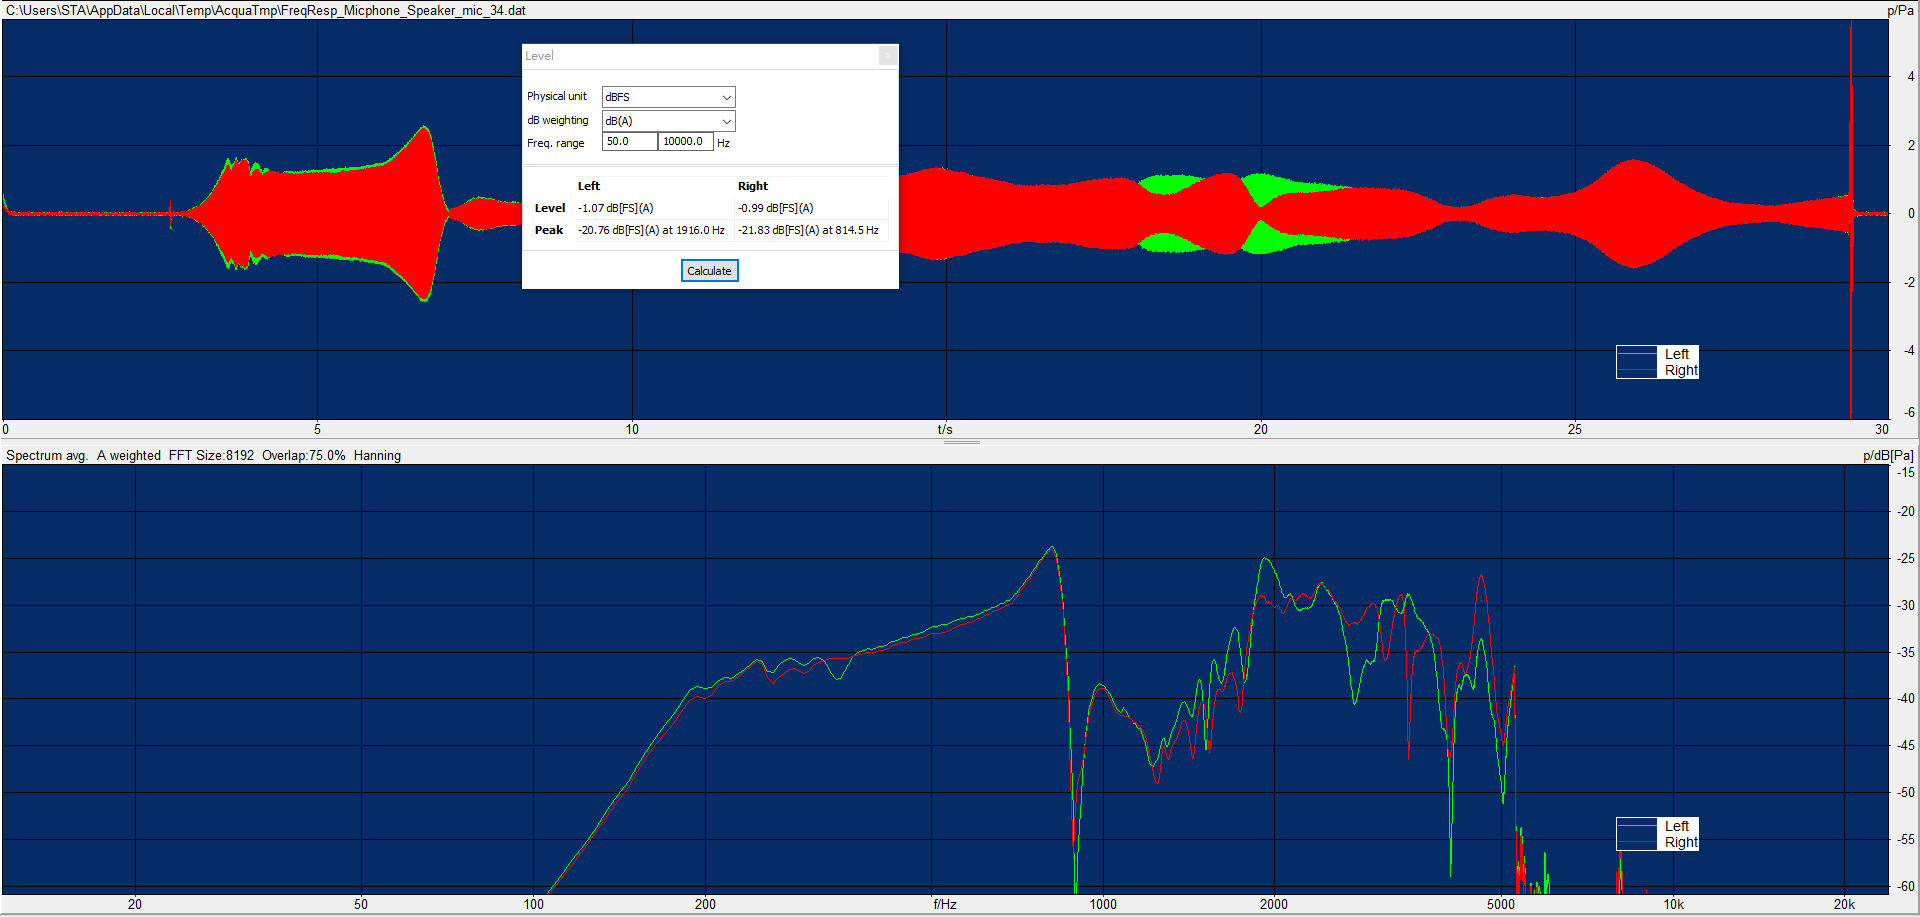 C:\Users\STA\AppData\Local\Temp\AcquaTmp\FreqResp_Micphone_Speaker_mic_34.dat
p/Pa
Level
Physical unit dBFS
dB weighting dB(A)
Freq. range 50.0 10000.0 Hz
Left Right
Level -1.07 dB[FS](A) -0.99 dB[FS](A)
Peak -20.76 dB[FS](A) at 1916.0 Hz -21.83 dB[FS](A) at 814.5 Hz
Calculate
4
2
0
-2
-4
-6
Left
Right
0 5 10 t/s 20 25 30
Spectrum avg. A weighted FFT Size:8192 Overlap:75.0% Hanning
p/dB[Pa]
-15
-20
-25
-30
-35
-40
-45
-50
-55
-60
Left
Right
20 50 100 200 f/Hz 1000 2000 5000 10k 20k